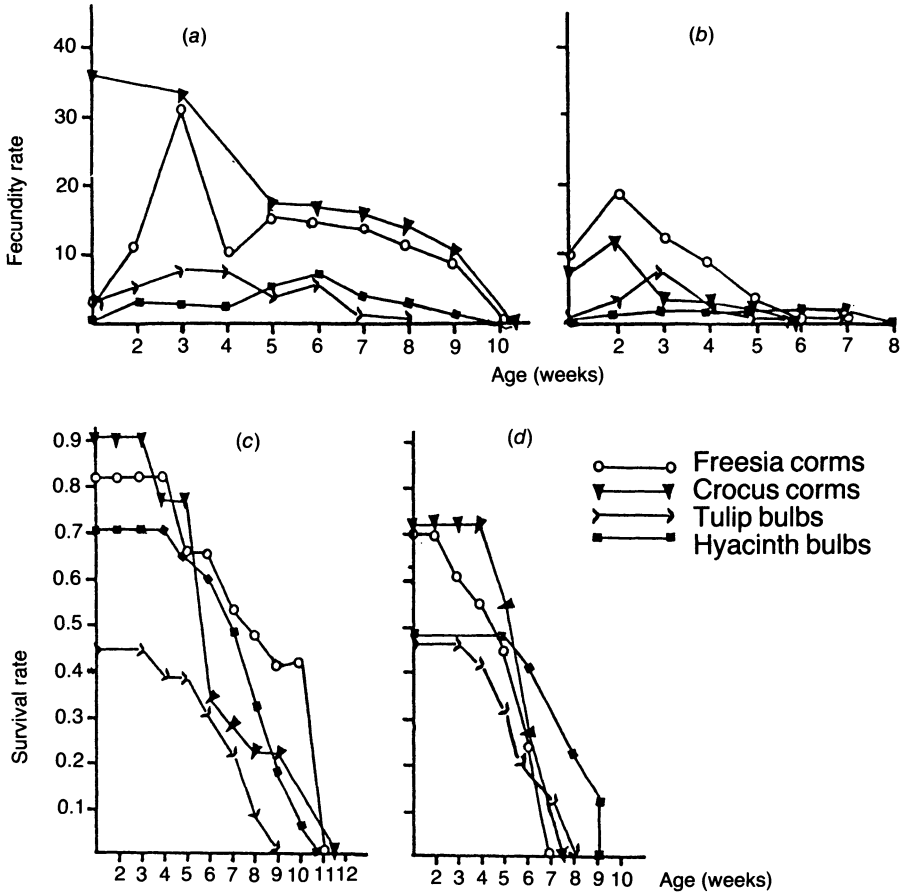 (a)
(b)
40
30
20
10
0
Fecundity rate
2 3 4 5 6 7 8 9 10
2 3 4 5 6 7 8
Age (weeks)
(c)
(d)
0.9
0.8
0.7
0.6
0.5
0.4
0.3
0.2
0.1
Survival rate
Freesia corms
Crocus corms
Tulip bulbs
Hyacinth bulbs
2 3 4 5 6 7 8 9 10 11 12
2 3 4 5 6 7 8 9 10
Age (weeks)